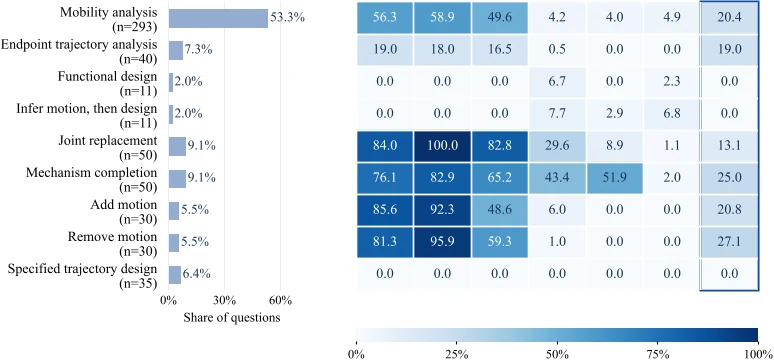 Mobility analysis
(n=293)
53.3%
56.3 58.9 49.6 4.2 4.0 4.9 20.4
Endpoint trajectory analysis
(n=40)
7.3%
19.0 18.0 16.5 0.5 0.0 0.0 19.0
Functional design
(n=11)
2.0%
0.0 0.0 0.0 6.7 0.0 2.3 0.0
Infer motion, then design
(n=11)
2.0%
0.0 0.0 0.0 7.7 2.9 6.8 0.0
Joint replacement
(n=50)
9.1%
84.0 100.0 82.8 29.6 8.9 1.1 13.1
Mechanism completion
(n=50)
9.1%
76.1 82.9 65.2 43.4 51.9 2.0 25.0
Add motion
(n=30)
5.5%
85.6 92.3 48.6 6.0 0.0 0.0 20.8
Remove motion
(n=30)
5.5%
81.3 95.9 59.3 1.0 0.0 0.0 27.1
Specified trajectory design
(n=35)
6.4%
0.0 0.0 0.0 0.0 0.0 0.0 0.0
0% 30% 60%
Share of questions
0% 25% 50% 75% 100%